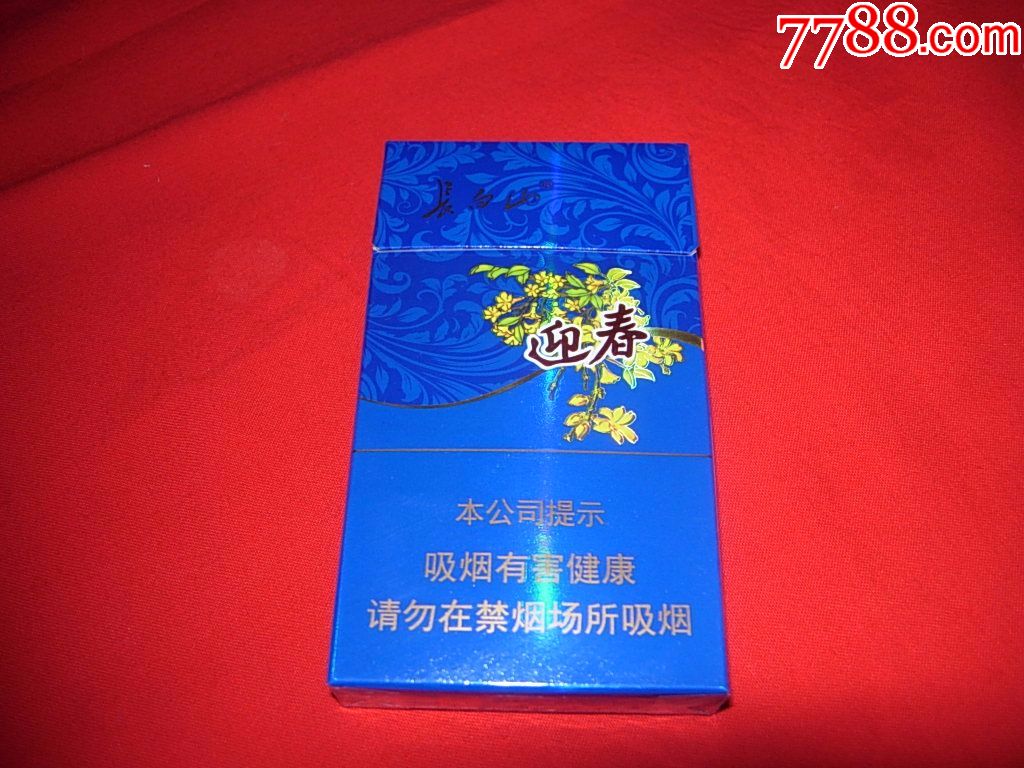 7788.com
長白山®
迎春
本公司提示
吸烟有害健康
请勿在禁烟场所吸烟